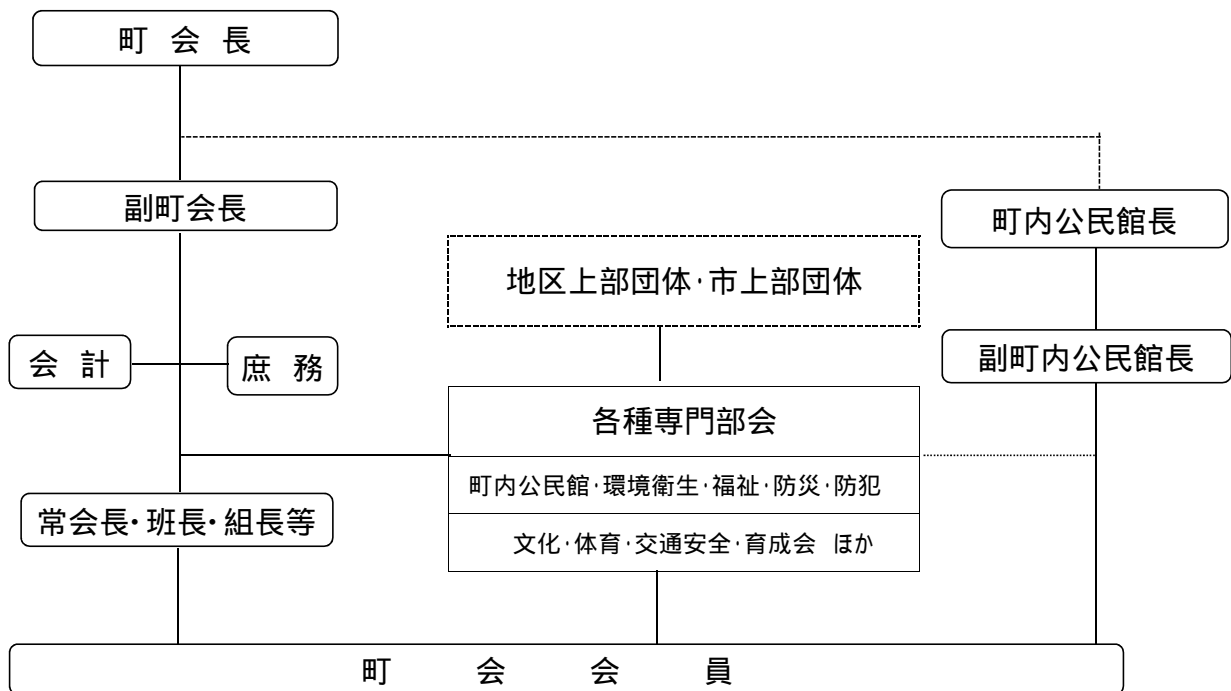 町会長
副町会長
町内公民館長
地区上部団体・市上部団体
会計
庶務
副町内公民館長
各種専門部会
町内公民館・環境衛生・福祉・防災・防犯
常会長・班長・組長等
文化・体育・交通安全・育成会 ほか
町会会員